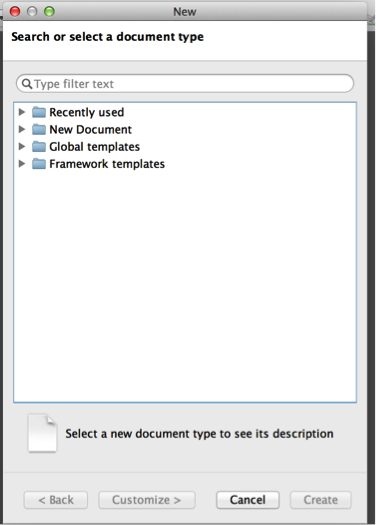 New
Search or select a document type
Type filter text
Recently used
New Document
Global templates
Framework templates
Select a new document type to see its description
< Back Customize > Cancel Create